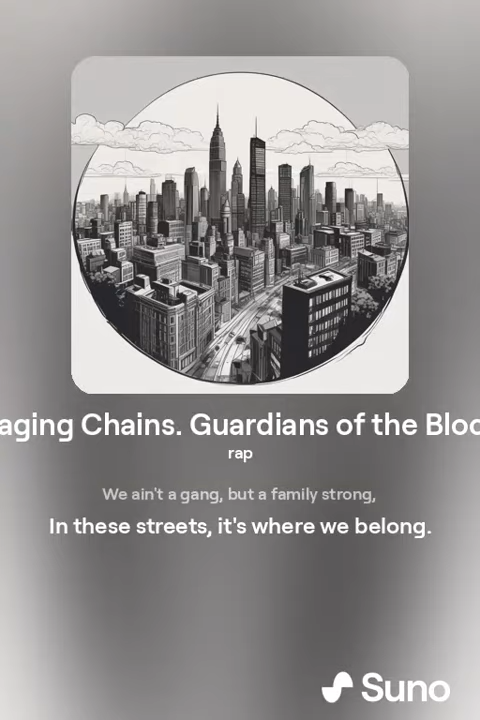 aging Chains. Guardians of the Bloc
rap
We ain't a gang, but a family strong,
In these streets, it's where we belong.
Suno